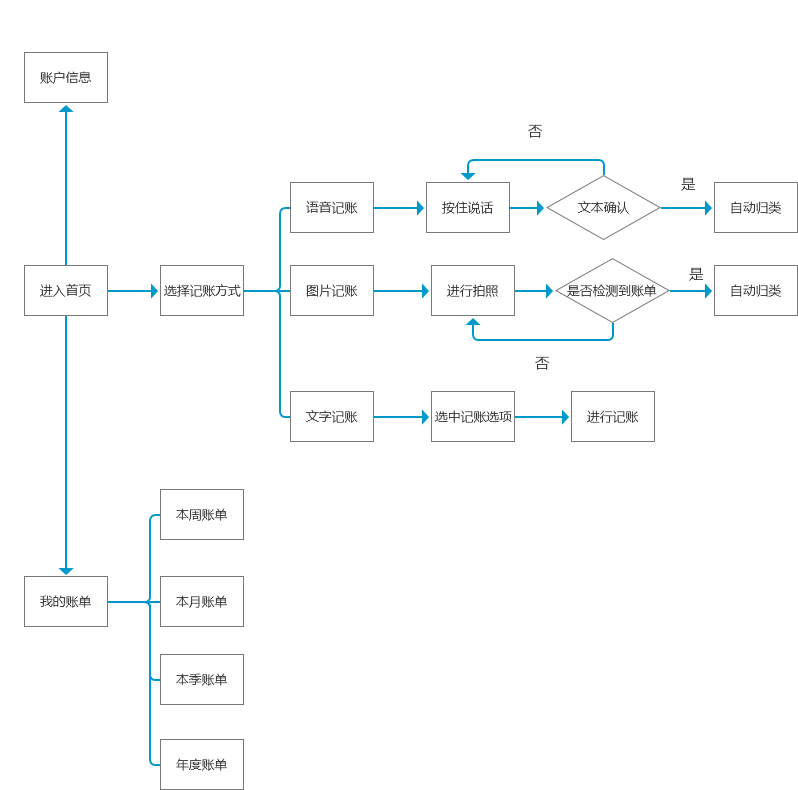 账户信息
否
语音记账
按住说话
文本确认
是
自动归类
进入首页
选择记账方式
图片记账
进行拍照
是否检测到账单
是
自动归类
否
文字记账
选中记账选项
进行记账
本周账单
我的账单
本月账单
本季账单
年度账单